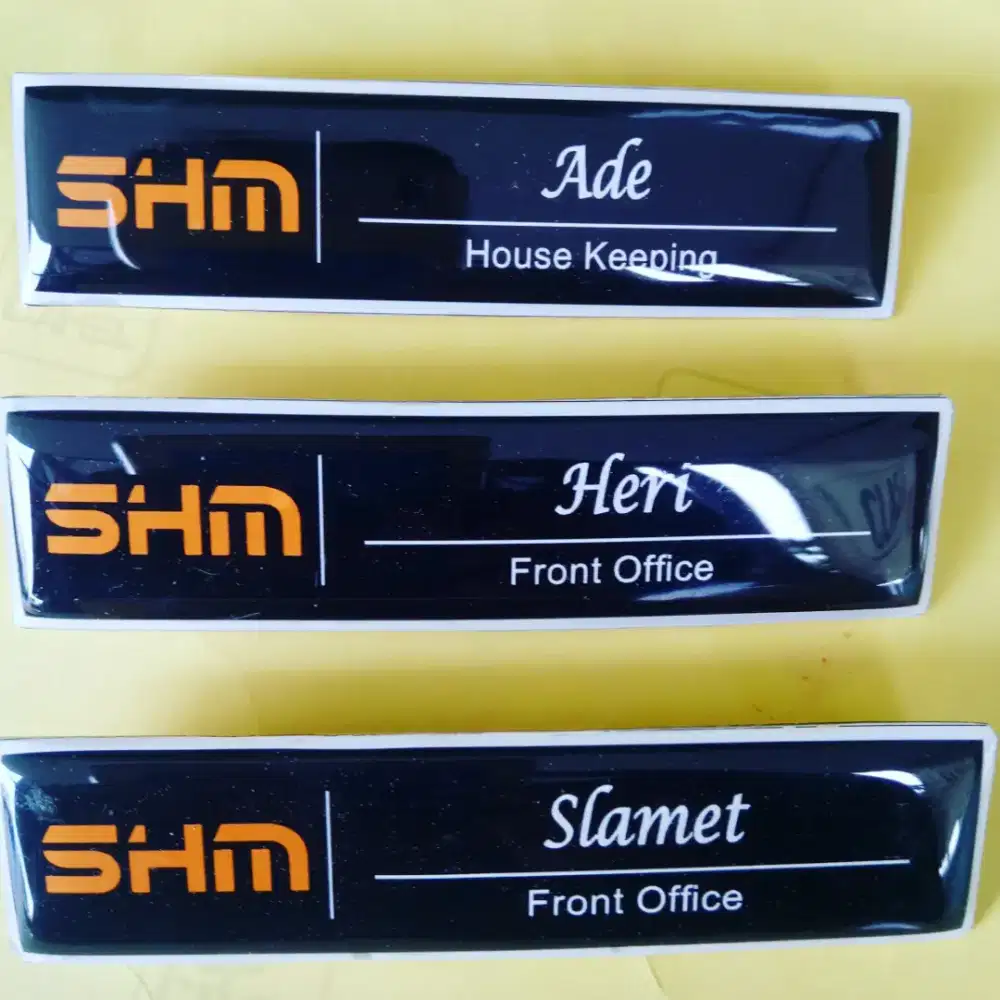 SHM
Ade
House Keeping
SHM
Heri
Front Office
SHM
Slamet
Front Office